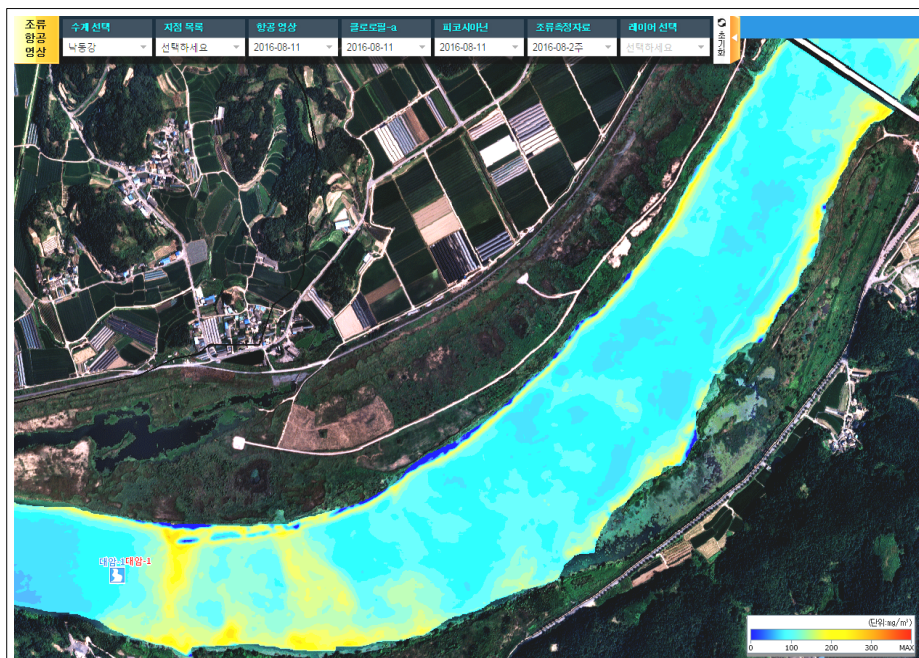 조류
항공
영상
수계 선택
지점 목록
항공 영상
클로로필-a
피코시아닌
조류측정자료
레이어 선택
낙동강
선택하세요
2016-08-11
2016-08-11
2016-08-11
2016-08-2주
선택하세요
초기화
대암_1대암-1
(단위:mg/m³)
0 100 200 300 MAX